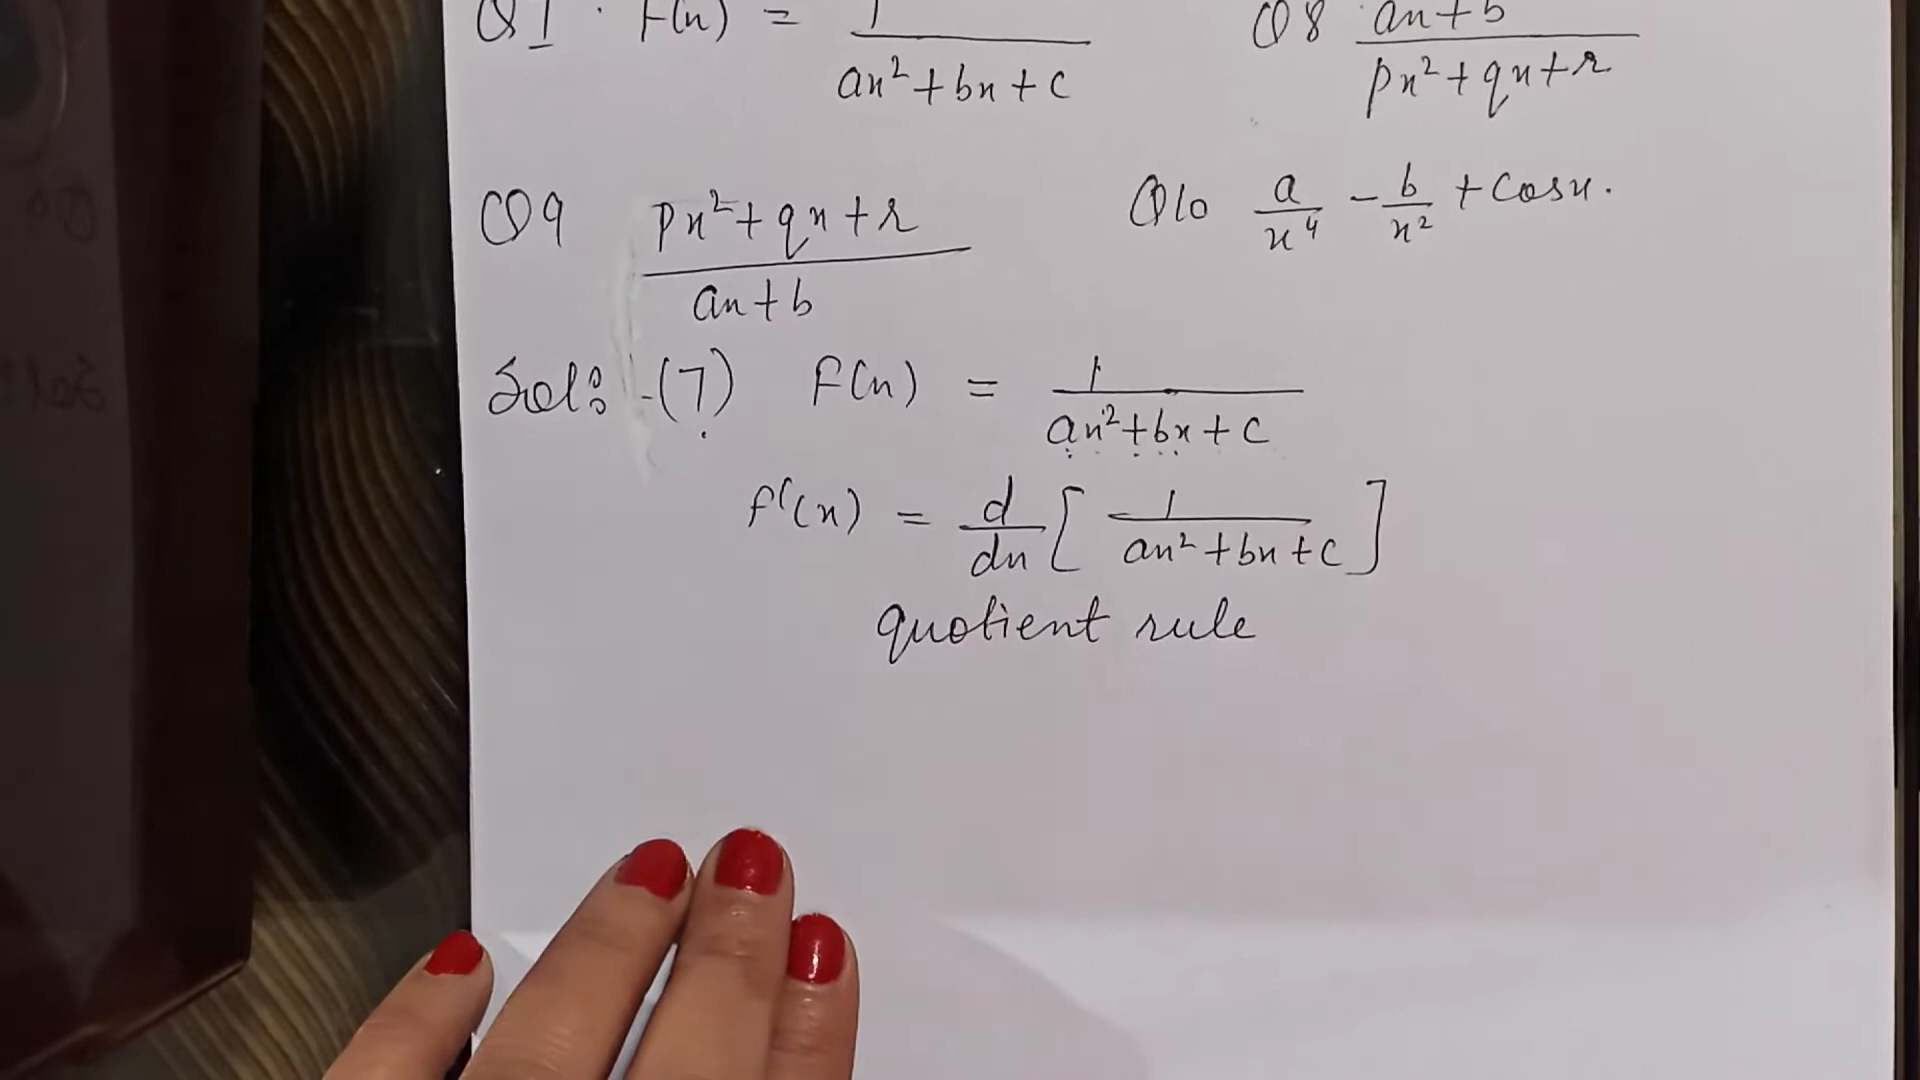 Q7. f(x) = 1/(ax²+bx+c)
Q8 (ax+b)/(px²+qx+r)
Q9 (px²+qx+r)/(ax+b)
Q10 a/x⁴ - b/x² + cosx.
Sol: -(7) f(x) = 1/(ax²+bx+c)
f'(x) = d/dx [1/(ax²+bx+c)]
quotient rule